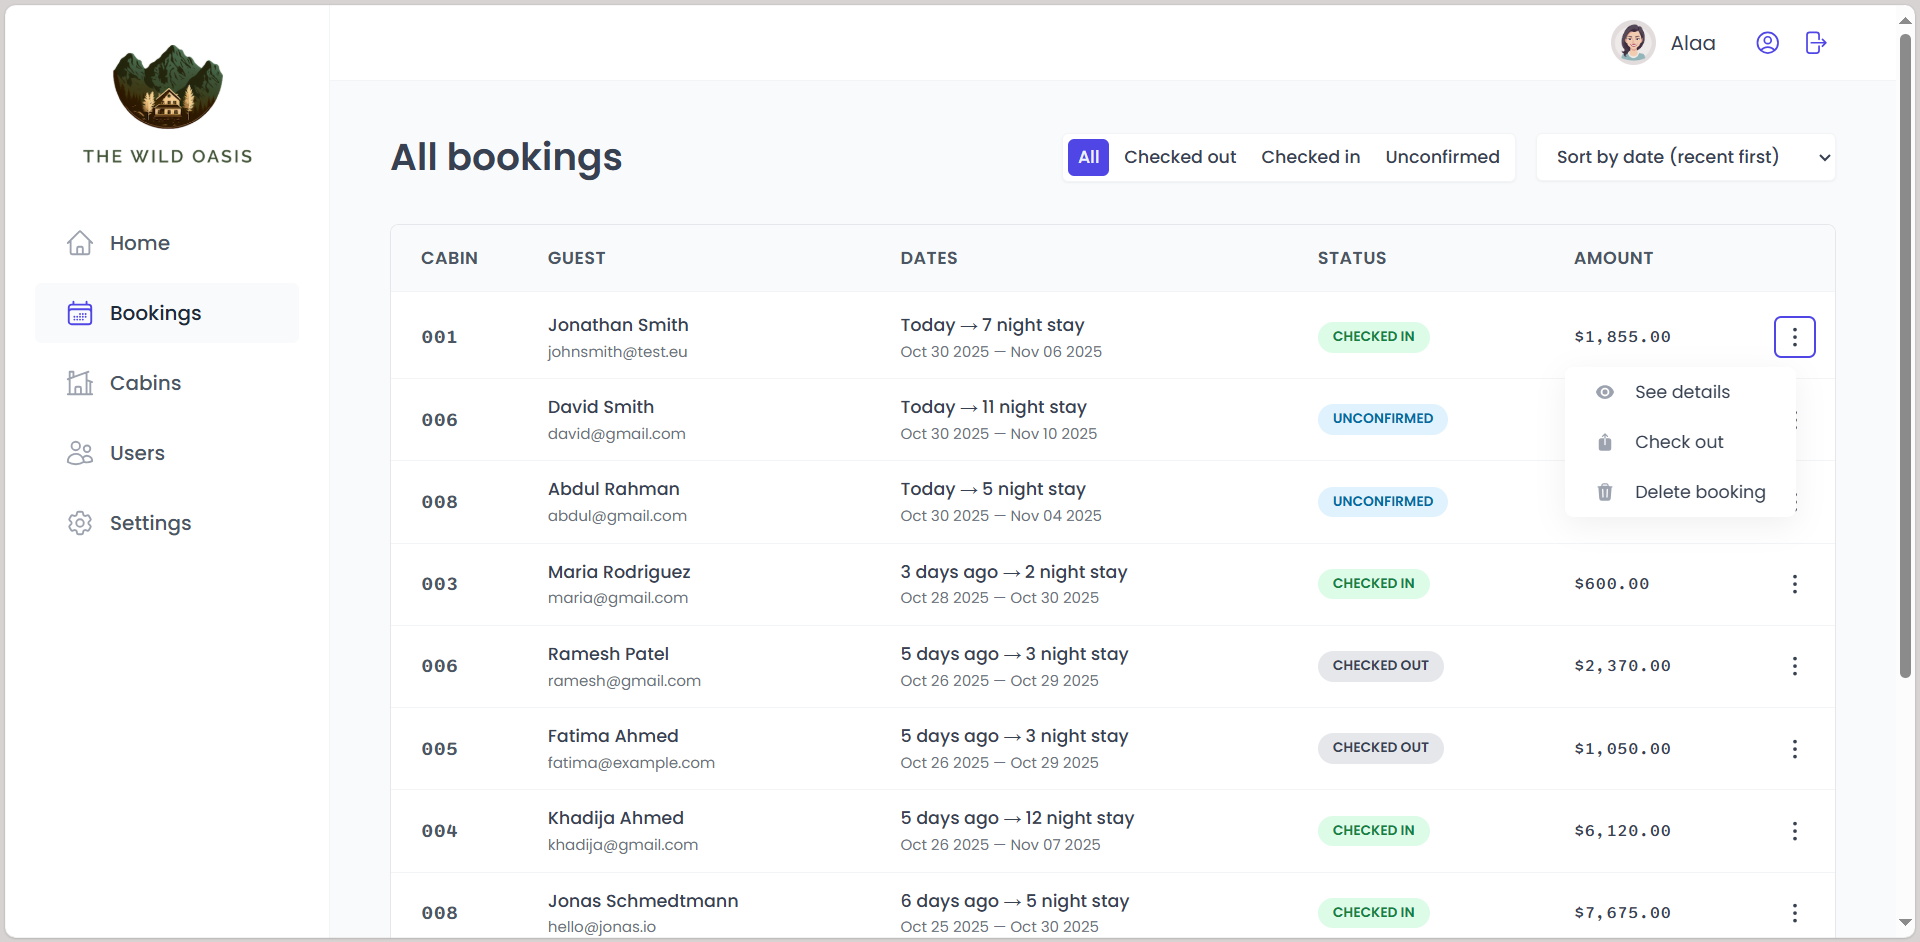 THE WILD OASIS
Home
Bookings
Cabins
Users
Settings
Alaa
All bookings
All Checked out Checked in Unconfirmed
Sort by date (recent first)
CABIN GUEST DATES STATUS AMOUNT
001 Jonathan Smith Today → 7 night stay CHECKED IN $1,855.00
johnsmith@test.eu Oct 30 2025 — Nov 06 2025
See details
Check out
Delete booking
006 David Smith Today → 11 night stay UNCONFIRMED
david@gmail.com Oct 30 2025 — Nov 10 2025
008 Abdul Rahman Today → 5 night stay UNCONFIRMED
abdul@gmail.com Oct 30 2025 — Nov 04 2025
003 Maria Rodriguez 3 days ago → 2 night stay CHECKED IN $600.00
maria@gmail.com Oct 28 2025 — Oct 30 2025
006 Ramesh Patel 5 days ago → 3 night stay CHECKED OUT $2,370.00
ramesh@gmail.com Oct 26 2025 — Oct 29 2025
005 Fatima Ahmed 5 days ago → 3 night stay CHECKED OUT $1,050.00
fatima@example.com Oct 26 2025 — Oct 29 2025
004 Khadija Ahmed 5 days ago → 12 night stay CHECKED IN $6,120.00
khadija@gmail.com Oct 26 2025 — Nov 07 2025
008 Jonas Schmedtmann 6 days ago → 5 night stay CHECKED IN $7,675.00
hello@jonas.io Oct 25 2025 — Oct 30 2025